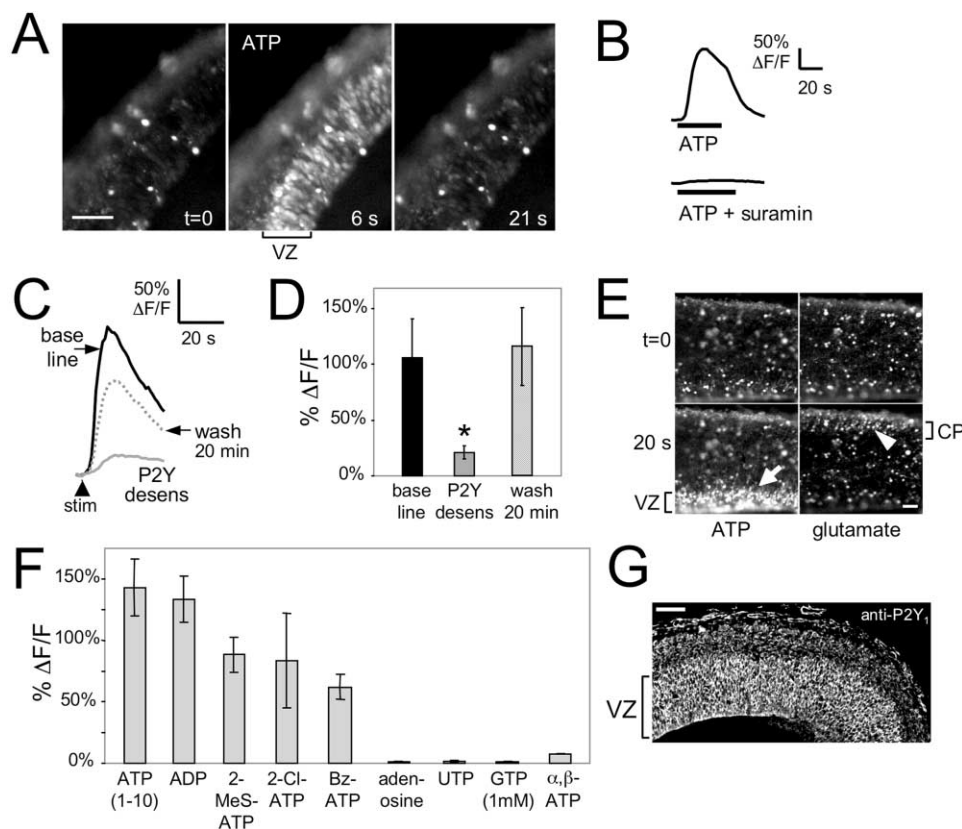 A
ATP
t=0
6 s
21 s
VZ
B
50%
ΔF/F
20 s
ATP
ATP + suramin
C
50%
ΔF/F
20 s
base
line
wash
20 min
P2Y
desens
stim
D
% ΔF/F
150%
100%
50%
0%
*
base
line
P2Y
desens
wash
20 min
E
t=0
20 s
CP
VZ
ATP
glutamate
F
% ΔF/F
150%
100%
50%
0%
ATP
(1-10)
ADP
2-
MeS-
ATP
2-Cl-
ATP
Bz-
ATP
aden-
osine
UTP
GTP
(1mM)
α,β-
ATP
G
anti-P2Y₁
VZ